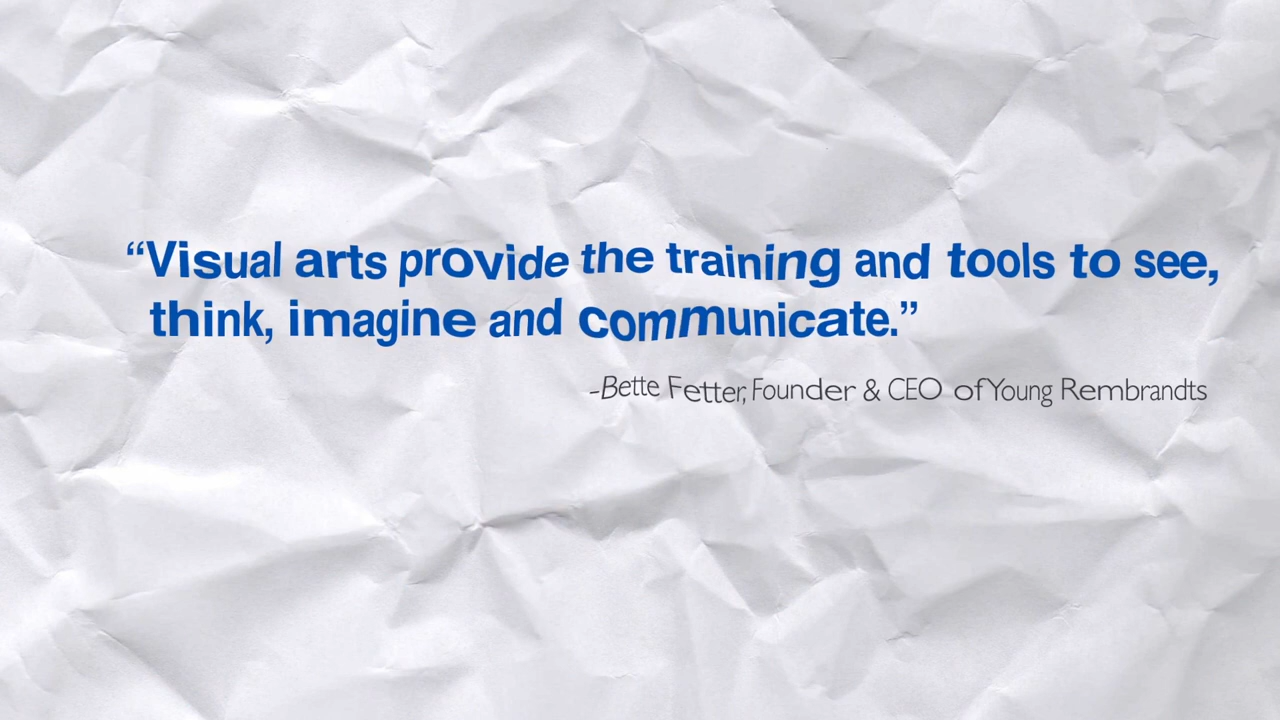 “Visual arts provide the training and tools to see,
think, imagine and communicate.”
-Bette Fetter, Founder & CEO of Young Rembrandts